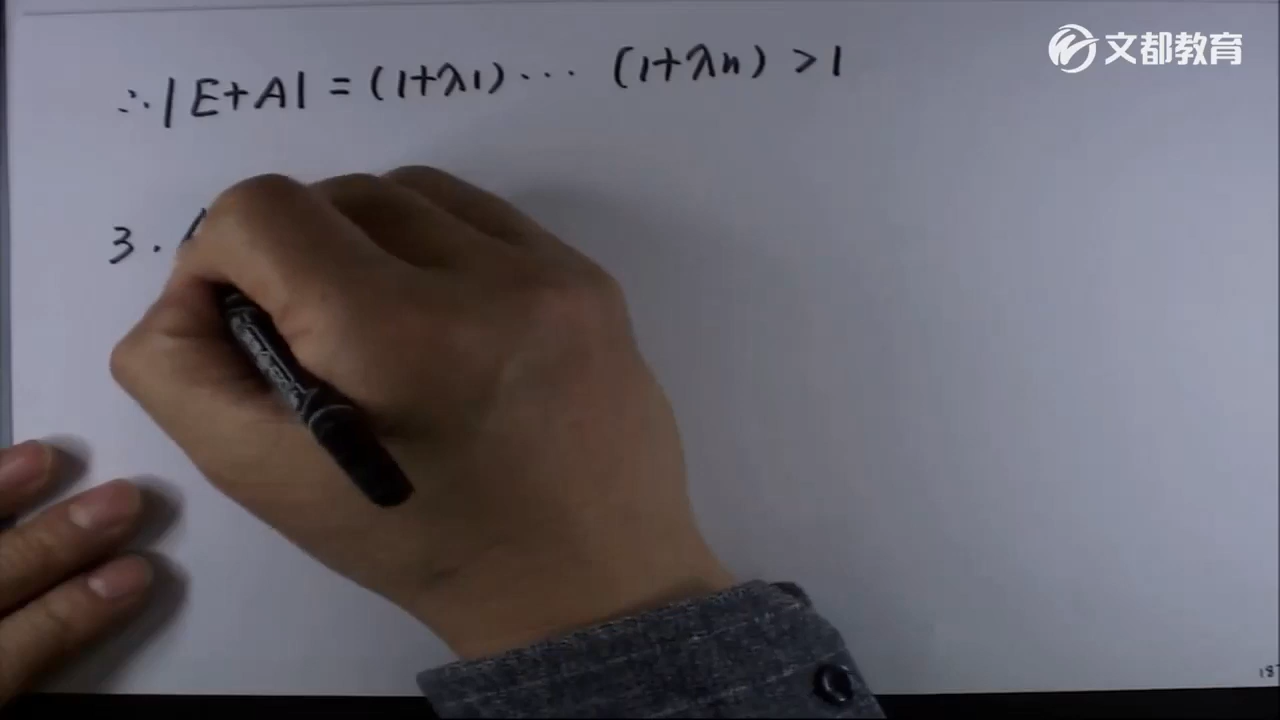 文都教育
∴|E+A| = (1+λ1)··· (1+λn) >1
3.